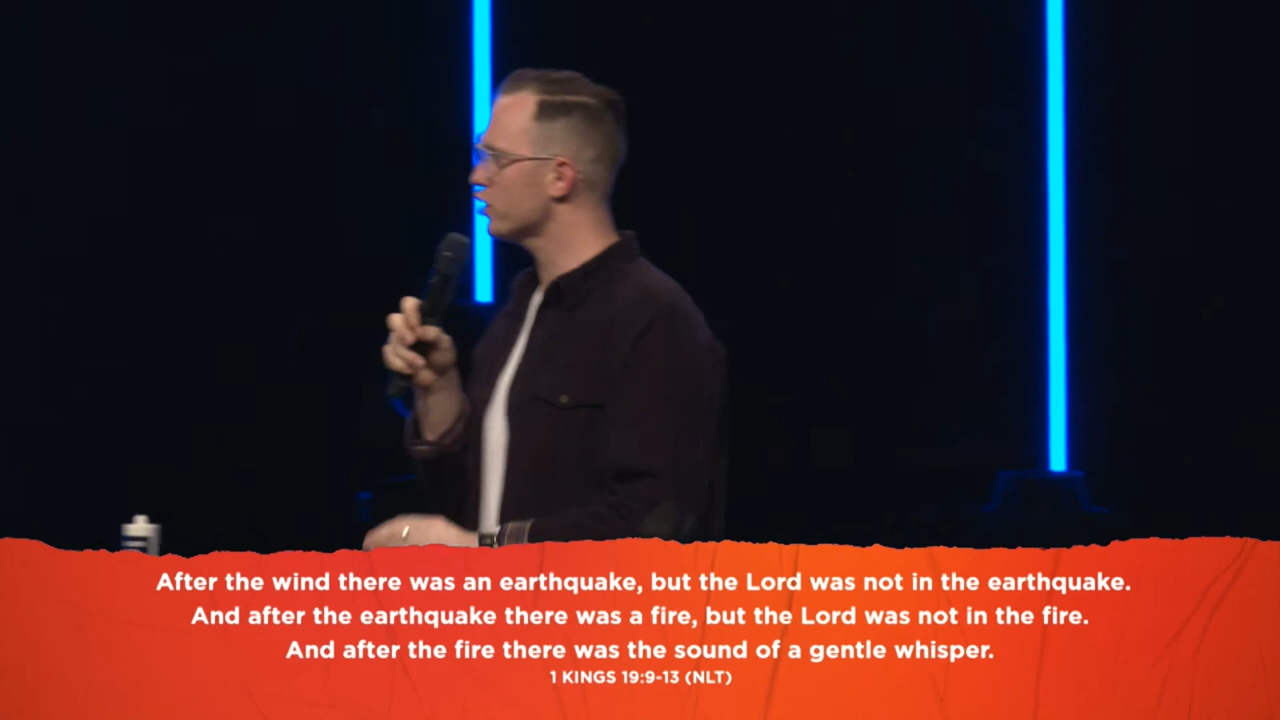 After the wind there was an earthquake, but the Lord was not in the earthquake.
And after the earthquake there was a fire, but the Lord was not in the fire.
And after the fire there was the sound of a gentle whisper.
1 KINGS 19:9-13 (NLT)